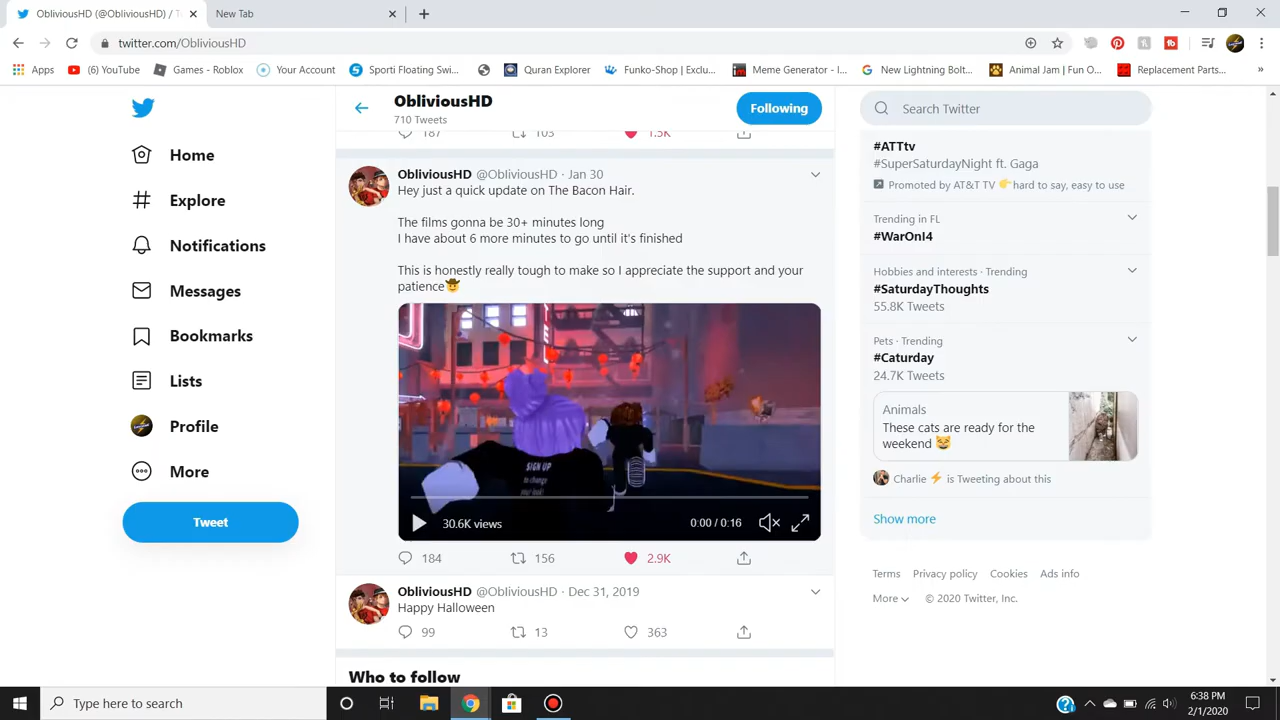 ObliviousHD (@ObliviousHD) / T
New Tab
twitter.com/ObliviousHD
Apps
(6) YouTube
Games - Roblox
Your Account
Sporti Floating Swi...
Quran Explorer
Funko-Shop | Exclu...
Meme Generator - I...
New Lightning Bolt...
Animal Jam | Fun O...
Replacement Parts...
»
Home
Explore
Notifications
Messages
Bookmarks
Lists
Profile
More
Tweet
ObliviousHD
710 Tweets
Following
187 103 1.5K
ObliviousHD @ObliviousHD · Jan 30
Hey just a quick update on The Bacon Hair.
The films gonna be 30+ minutes long
I have about 6 more minutes to go until it's finished
This is honestly really tough to make so I appreciate the support and your
patience🤠
SIGN UP
to change
your look!
30.6K views
0:00 / 0:16
184 156 2.9K
ObliviousHD @ObliviousHD · Dec 31, 2019
Happy Halloween
99 13 363
Who to follow
Search Twitter
#ATTtv
#SuperSaturdayNight ft. Gaga
Promoted by AT&T TV 👉 hard to say, easy to use
Trending in FL
#WarOnI4
Hobbies and interests · Trending
#SaturdayThoughts
55.8K Tweets
Pets · Trending
#Caturday
24.7K Tweets
Animals
These cats are ready for the
weekend 😸
Charlie ⚡ is Tweeting about this
Show more
Terms Privacy policy Cookies Ads info
More © 2020 Twitter, Inc.
Type here to search
6:38 PM
2/1/2020